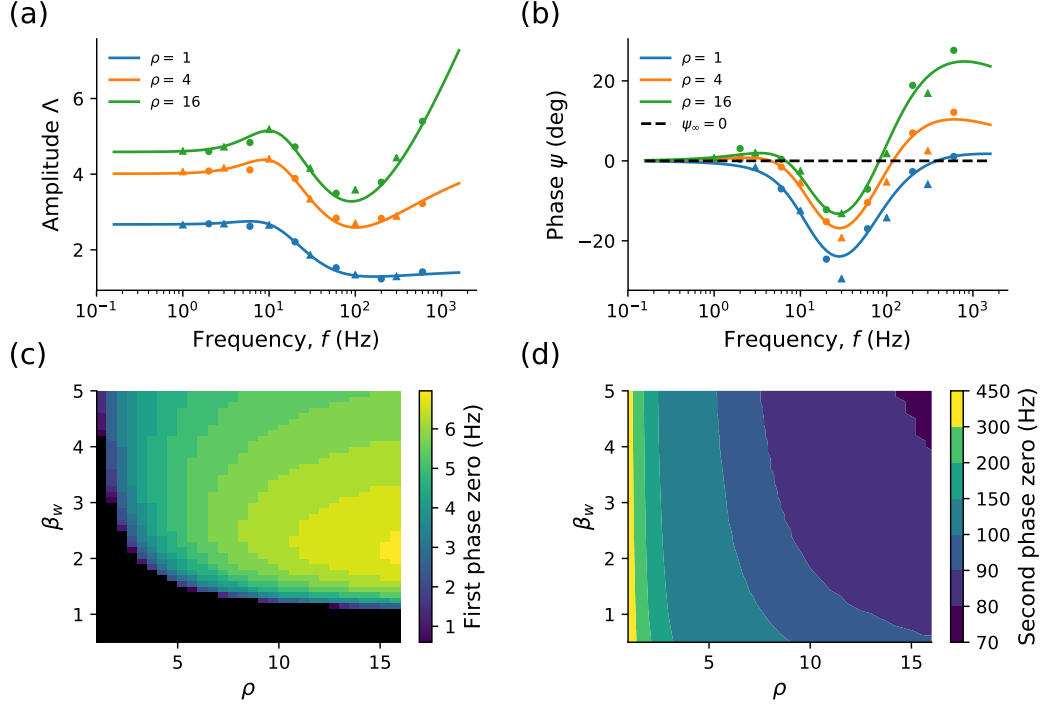 (a)
ρ = 1
ρ = 4
ρ = 16
Amplitude Λ
6
4
2
10⁻¹ 10⁰ 10¹ 10² 10³
Frequency, f (Hz)
(b)
ρ = 1
ρ = 4
ρ = 16
ψ∞ = 0
Phase ψ (deg)
20
0
−20
10⁻¹ 10⁰ 10¹ 10² 10³
Frequency, f (Hz)
(c)
β_w
5
4
3
2
1
5 10 15
ρ
6
5
4
3
2
1
First phase zero (Hz)
(d)
β_w
5
4
3
2
1
5 10 15
ρ
450
300
200
150
100
90
80
70
Second phase zero (Hz)